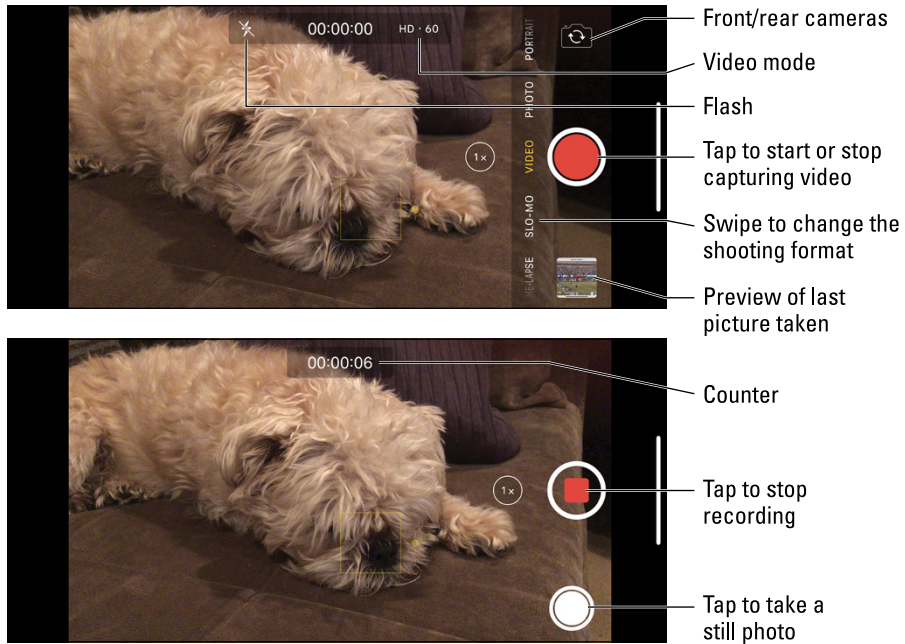 00:00:00
HD · 60
PORTRAIT
PHOTO
VIDEO
SLO-MO
E-LAPSE
1x
Front/rear cameras
Video mode
Flash
Tap to start or stop
capturing video
Swipe to change the
shooting format
Preview of last
picture taken
00:00:06
1x
Counter
Tap to stop
recording
Tap to take a
still photo